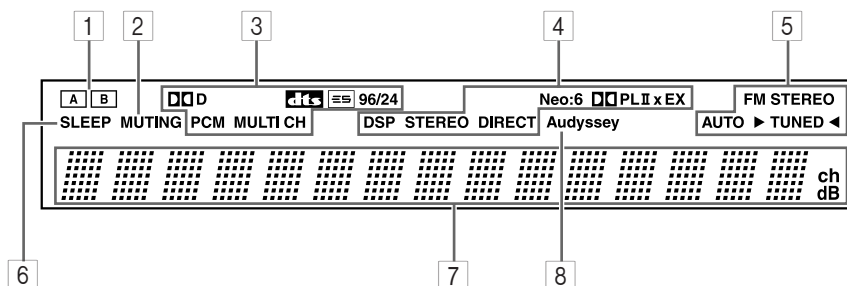 1 2 3 4 5
A B D dts ES 96/24 Neo:6 PL II x EX FM STEREO
SLEEP MUTING PCM MULTI CH DSP STEREO DIRECT Audyssey AUTO ▶ TUNED ◀
ch
dB
6 7 8